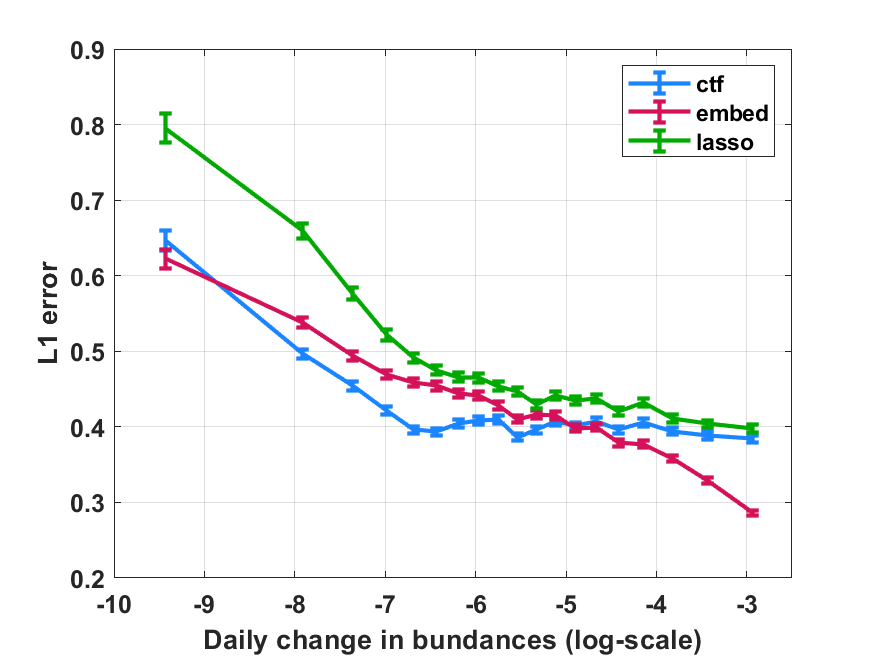 0.9
0.8
0.7
0.6
0.5
0.4
0.3
0.2
L1 error
ctf
embed
lasso
-10 -9 -8 -7 -6 -5 -4 -3
Daily change in bundances (log-scale)